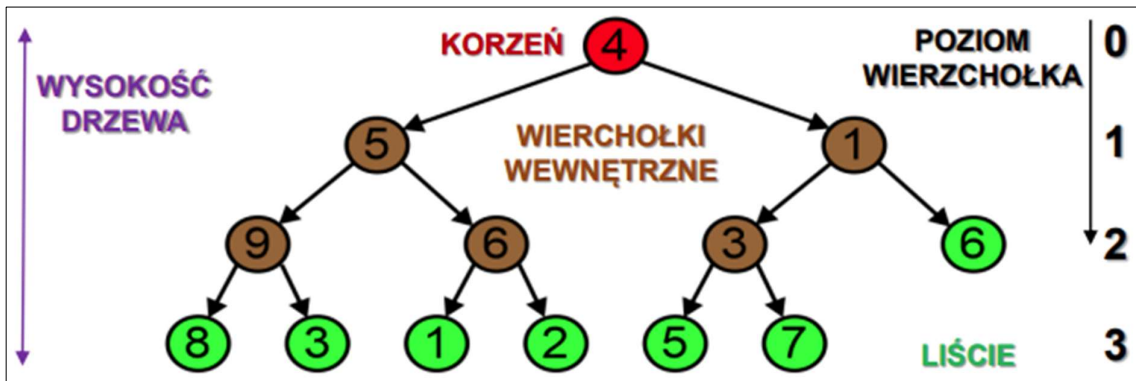 KORZEŃ
4
POZIOM
WIERZCHOŁKA
0
WYSOKOŚĆ
DRZEWA
5
WIERCHOŁKI
WEWNĘTRZNE
1
1
9
6
3
6
2
8
3
1
2
5
7
LIŚCIE
3